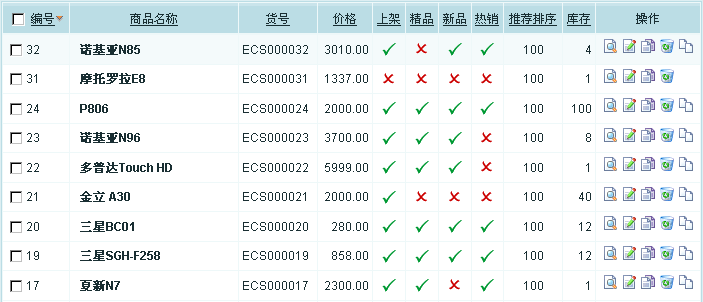 编号 商品名称 货号 价格 上架 精品 新品 热销 推荐排序 库存 操作
32 诺基亚N85 ECS000032 3010.00 100 4
31 摩托罗拉E8 ECS000031 1337.00 100 1
24 P806 ECS000024 2000.00 100 100
23 诺基亚N96 ECS000023 3700.00 100 8
22 多普达Touch HD ECS000022 5999.00 100 1
21 金立 A30 ECS000021 2000.00 100 40
20 三星BC01 ECS000020 280.00 100 12
19 三星SGH-F258 ECS000019 858.00 100 12
17 夏新N7 ECS000017 2300.00 100 1